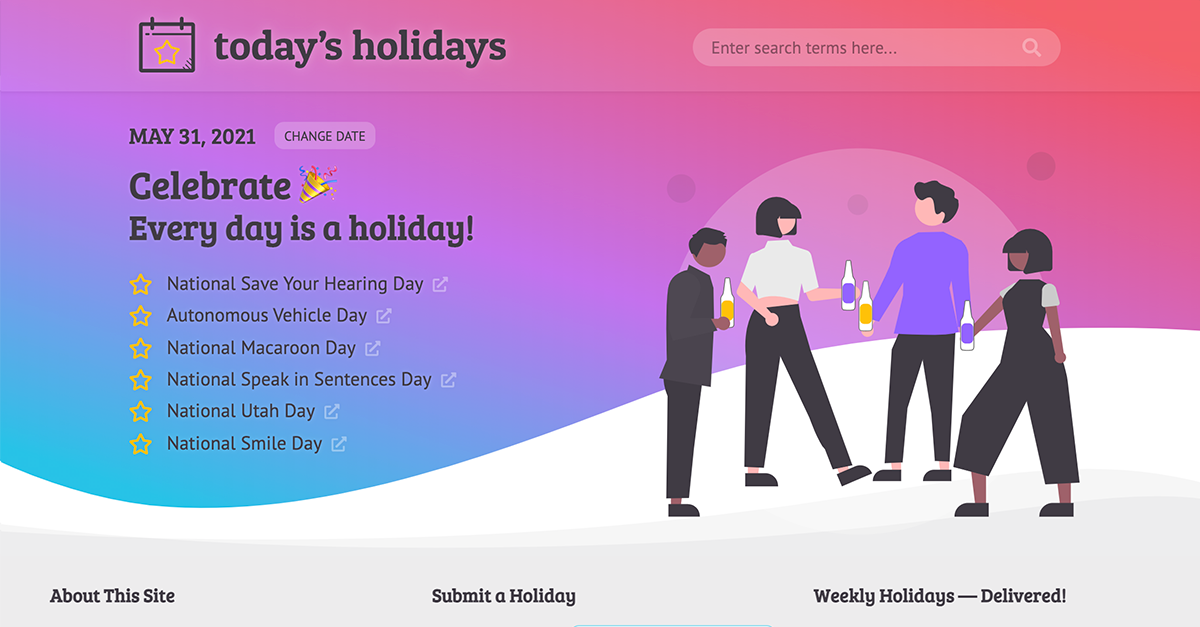 today's holidays
Enter search terms here...
MAY 31, 2021
CHANGE DATE
Celebrate
Every day is a holiday!
National Save Your Hearing Day
Autonomous Vehicle Day
National Macaroon Day
National Speak in Sentences Day
National Utah Day
National Smile Day
About This Site
Submit a Holiday
Weekly Holidays — Delivered!